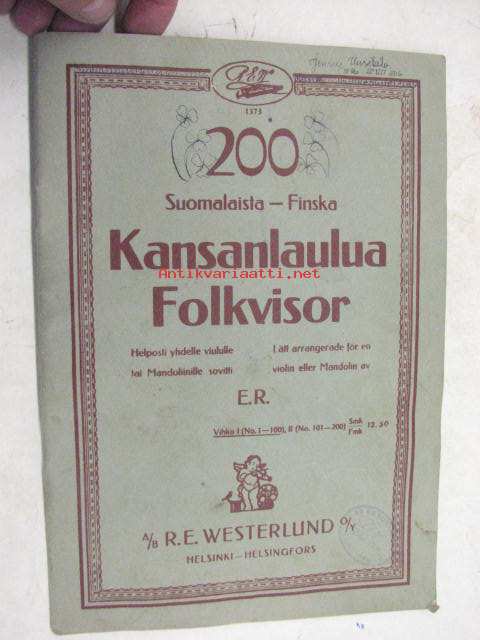 1373
200
Suomalaista — Finska
Kansanlaulua
Antikvariaatti.net
Folkvisor
Helposti yhdelle viululle
tai Mandoliinille sovitti
Lätt arrangerade för en
violin eller Mandolin av
E.R.
Vihko I (No. 1—100), II (No. 101—200) Smk
Fmk 12.50
A/B R.E. WESTERLUND O/Y
HELSINKI—HELSINGFORS